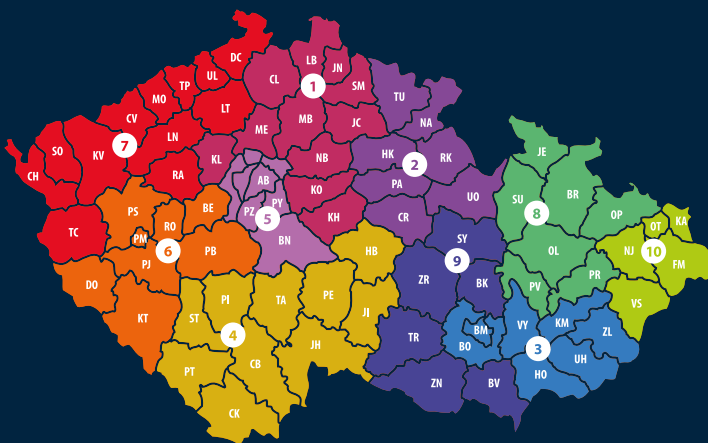 DC
LB
UL
JN
CL
TP
SM
MO
1
TU
LT
CV
MB
JC
NA
ME
LN
7
SO
KV
HK
RK
JE
KL
NB
2
CH
RA
AB
PA
KO
UO
SU
BR
PS
BE
PZ
PY
CR
KH
8
OP
KA
RO
5
OT
TC
PM
BN
SY
6
PB
HB
OL
NJ
10
PJ
9
FM
DO
ZR
BK
PR
PI
TA
PE
PV
VS
KT
ST
JI
VY
KM
BM
ZL
4
TR
BO
JH
3
UH
PT
CB
HO
ZN
BV
CK